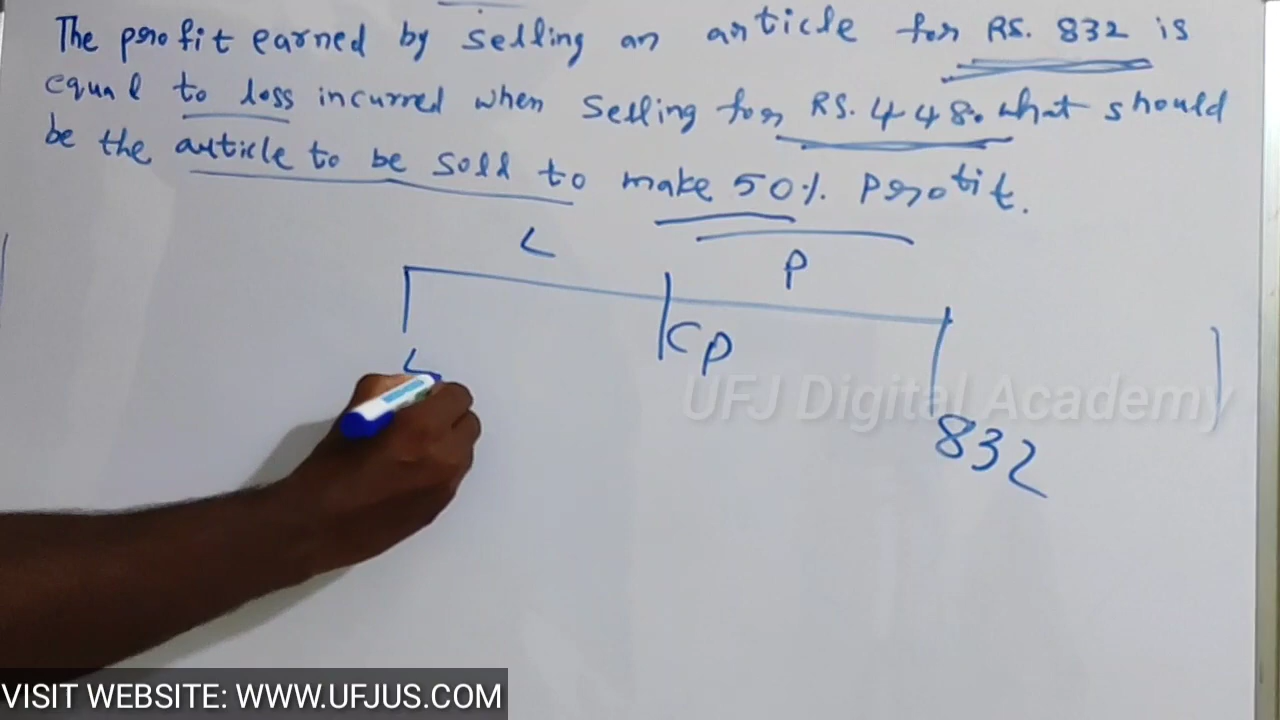 The profit earned by selling an article for RS. 832 is
equal to loss incurred when selling for RS. 448. what should
be the article to be sold to make 50% profit.
L
P
CP
832
UFJ Digital Academy
VISIT WEBSITE: WWW.UFJUS.COM